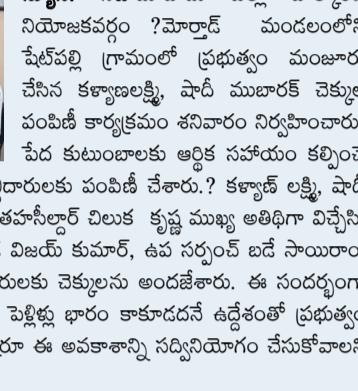 నియోజకవర్గం ?మోర్తాడ్ మండలంలోని
షేట్‌పల్లి గ్రామంలో ప్రభుత్వం మంజూర
చేసిన కళ్యాణలక్ష్మి, షాదీ ముబారక్ చెక్కుల
పంపిణీ కార్యక్రమం శనివారం నిర్వహించారు
పేద కుటుంబాలకు ఆర్థిక సహాయం కల్పించే
దారులకు పంపిణీ చేశారు.? కళ్యాణ్ లక్ష్మి, షాదీ
తహసీల్దార్ చిలుక కృష్ణ ముఖ్య అతిథిగా విచ్చేసి
విజయ్ కుమార్, ఉప సర్పంచ్ బడే సాయిరాం
రులకు చెక్కులను అందజేశారు. ఈ సందర్భంగా
పెళ్లిళ్లు భారం కాకూడదనే ఉద్దేశంతో ప్రభుత్వం
రూ ఈ అవకాశాన్ని సద్వినియోగం చేసుకోవాలని